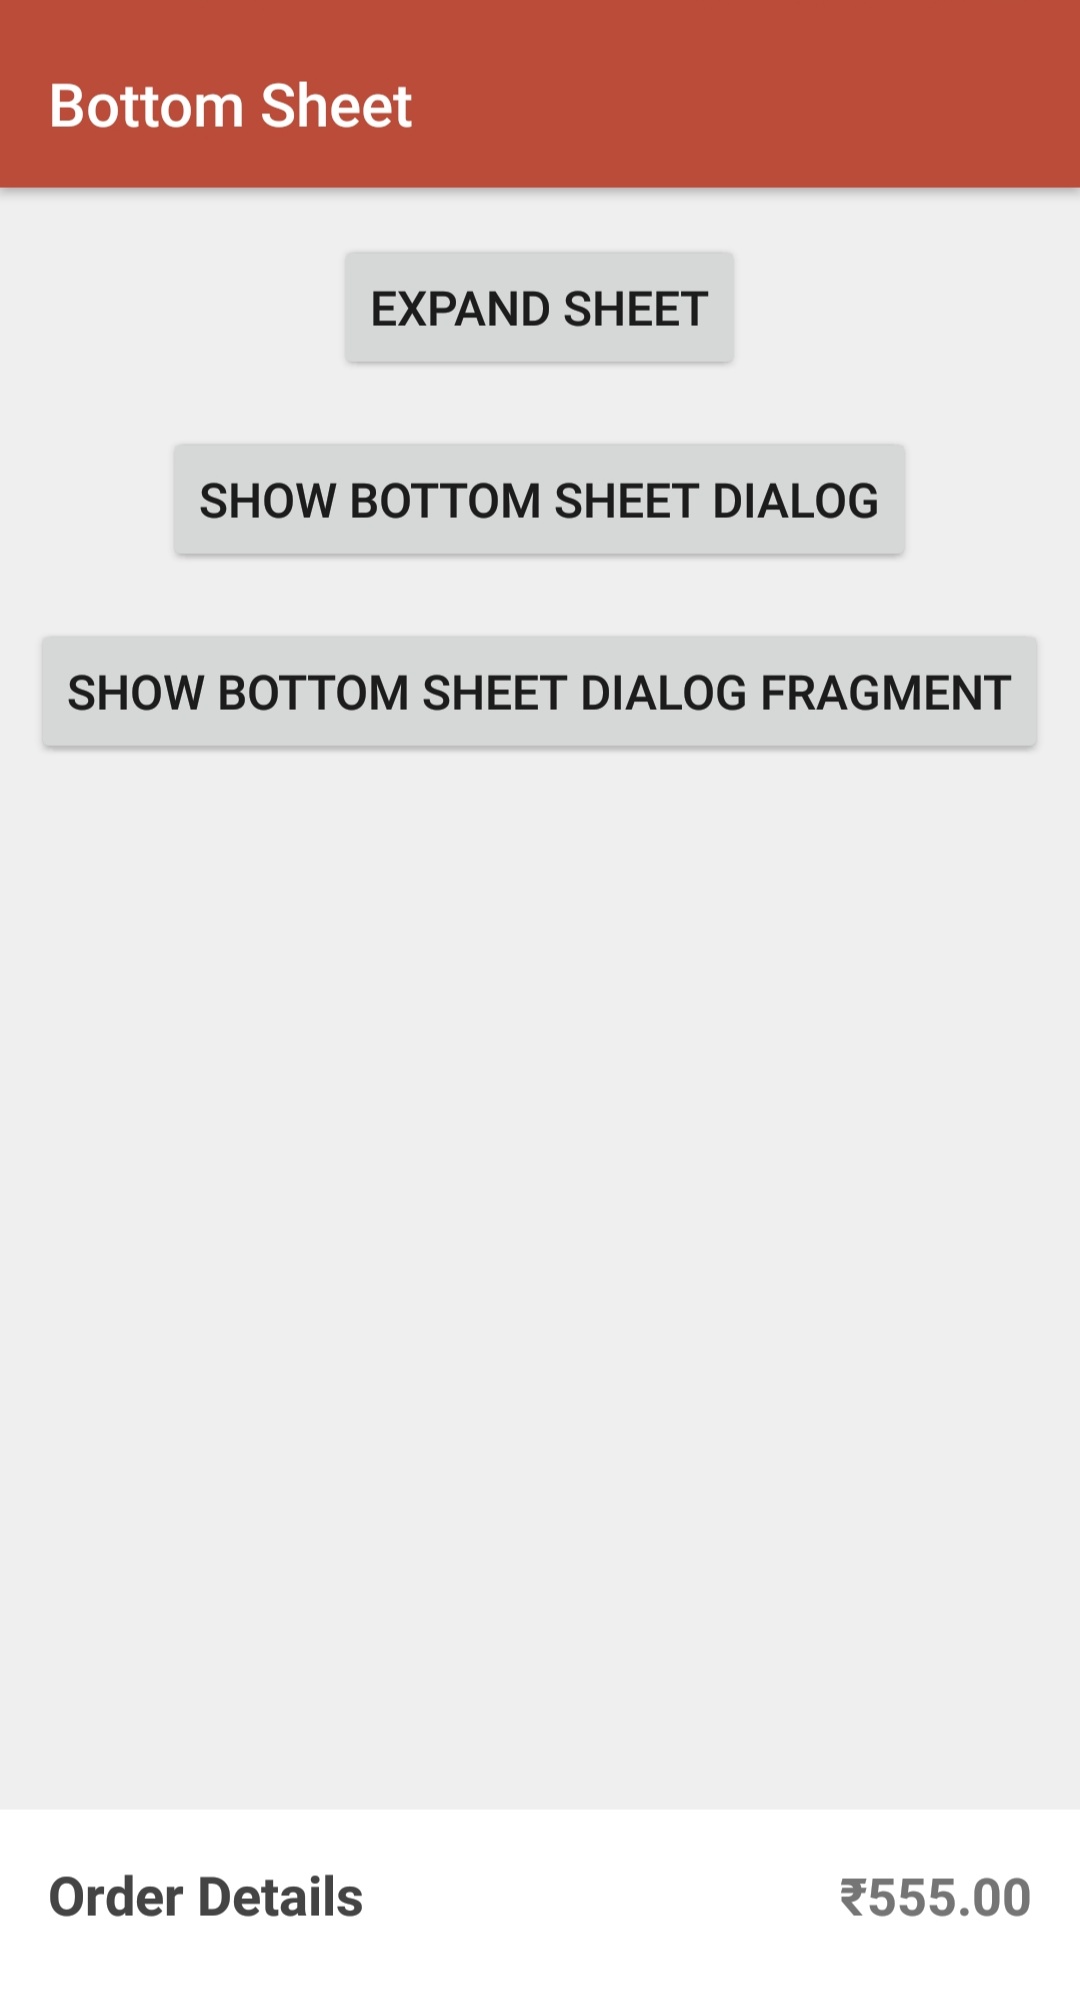 Bottom Sheet
EXPAND SHEET
SHOW BOTTOM SHEET DIALOG
SHOW BOTTOM SHEET DIALOG FRAGMENT
Order Details ₹555.00